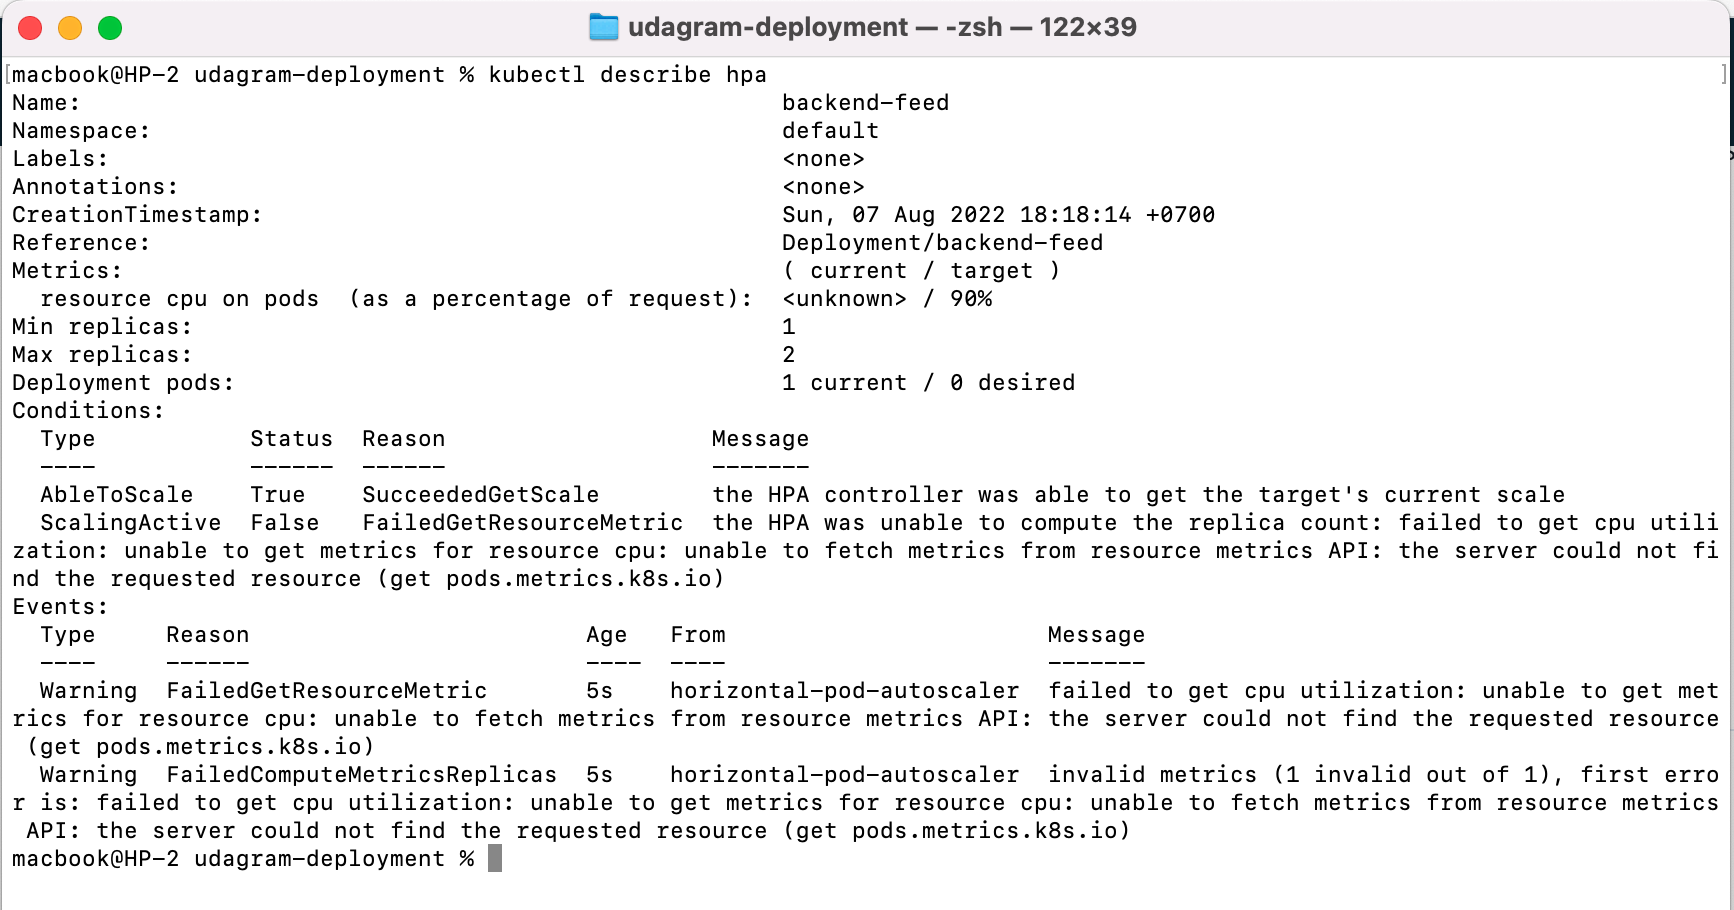 udagram-deployment — -zsh — 122×39
macbook@HP-2 udagram-deployment % kubectl describe hpa
Name: backend-feed
Namespace: default
Labels: <none>
Annotations: <none>
CreationTimestamp: Sun, 07 Aug 2022 18:18:14 +0700
Reference: Deployment/backend-feed
Metrics: ( current / target )
  resource cpu on pods  (as a percentage of request): <unknown> / 90%
Min replicas: 1
Max replicas: 2
Deployment pods: 1 current / 0 desired
Conditions:
  Type           Status  Reason                   Message
  ----           ------  ------                   -------
  AbleToScale    True    SucceededGetScale        the HPA controller was able to get the target's current scale
  ScalingActive  False   FailedGetResourceMetric  the HPA was unable to compute the replica count: failed to get cpu utili
zation: unable to get metrics for resource cpu: unable to fetch metrics from resource metrics API: the server could not fi
nd the requested resource (get pods.metrics.k8s.io)
Events:
  Type     Reason                        Age   From                       Message
  ----     ------                        ----  ----                       -------
  Warning  FailedGetResourceMetric       5s    horizontal-pod-autoscaler  failed to get cpu utilization: unable to get met
rics for resource cpu: unable to fetch metrics from resource metrics API: the server could not find the requested resource
 (get pods.metrics.k8s.io)
  Warning  FailedComputeMetricsReplicas  5s    horizontal-pod-autoscaler  invalid metrics (1 invalid out of 1), first erro
r is: failed to get cpu utilization: unable to get metrics for resource cpu: unable to fetch metrics from resource metrics
 API: the server could not find the requested resource (get pods.metrics.k8s.io)
macbook@HP-2 udagram-deployment %